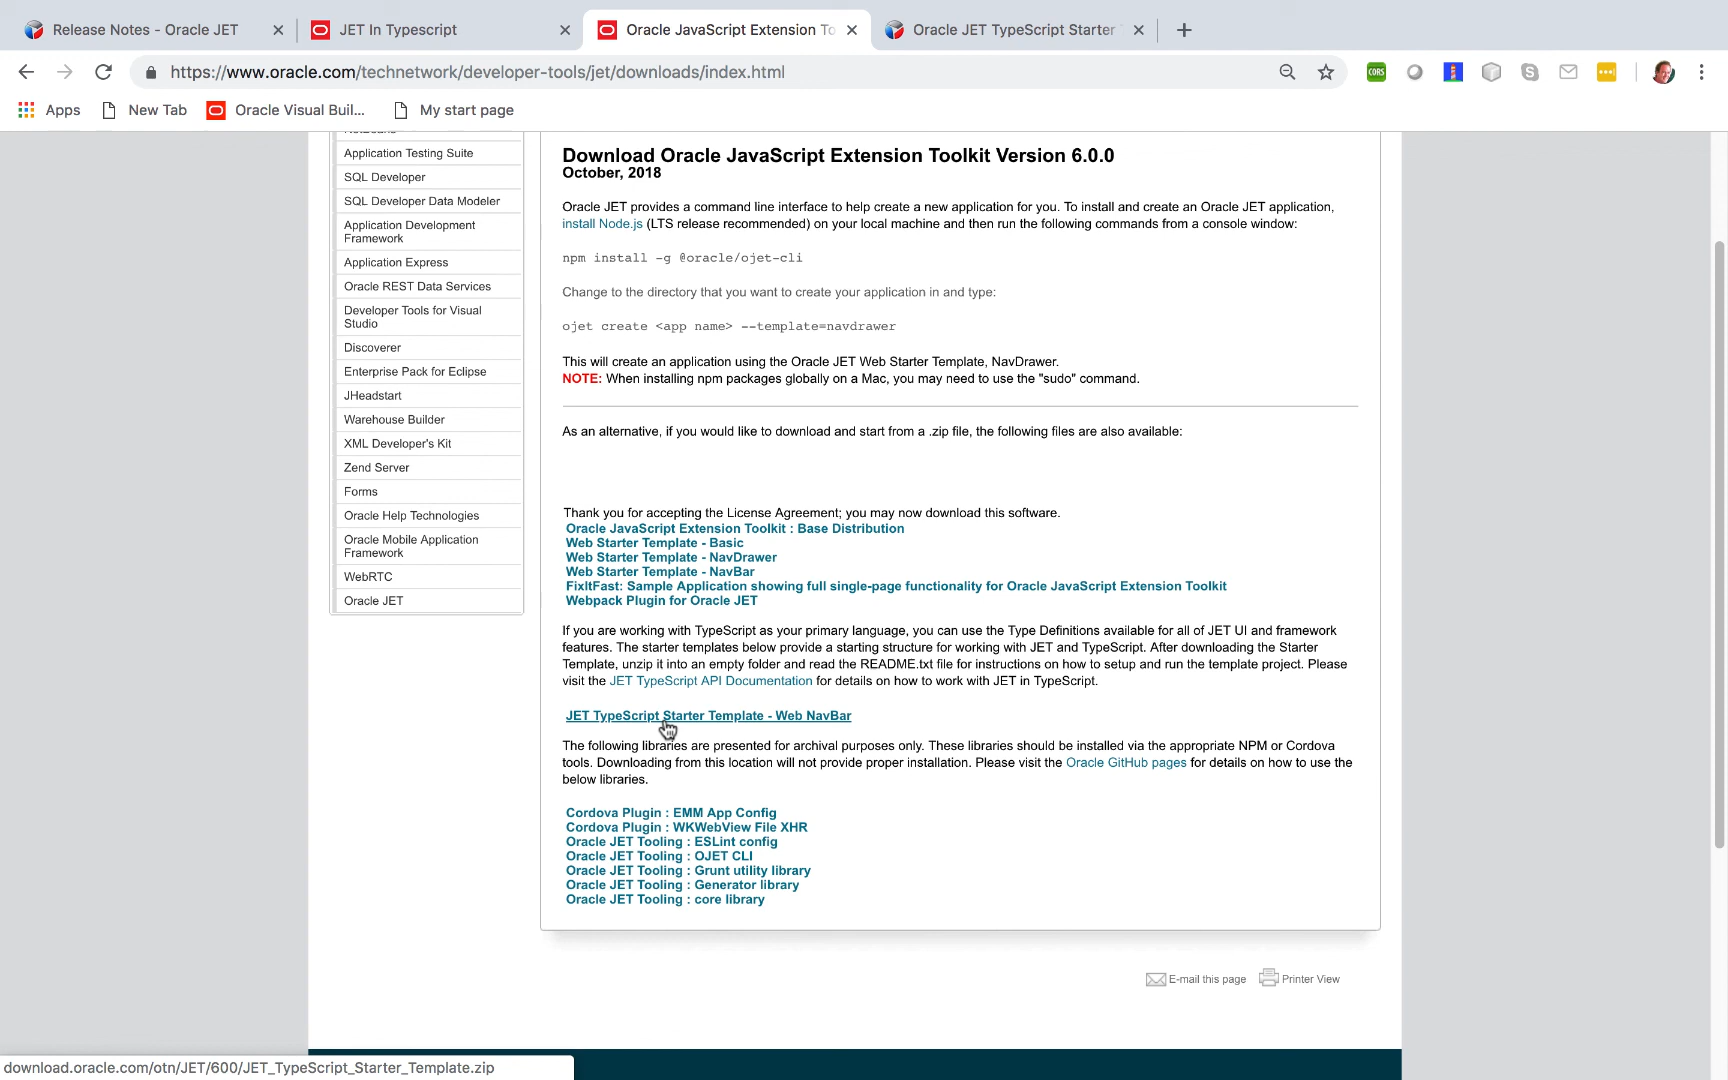 Release Notes - Oracle JET
JET In Typescript
Oracle JavaScript Extension To
Oracle JET TypeScript Starter
https://www.oracle.com/technetwork/developer-tools/jet/downloads/index.html
CORS
Apps
New Tab
Oracle Visual Buil...
My start page
Application Testing Suite
SQL Developer
SQL Developer Data Modeler
Application Development
Framework
Application Express
Oracle REST Data Services
Developer Tools for Visual
Studio
Discoverer
Enterprise Pack for Eclipse
JHeadstart
Warehouse Builder
XML Developer's Kit
Zend Server
Forms
Oracle Help Technologies
Oracle Mobile Application
Framework
WebRTC
Oracle JET
Download Oracle JavaScript Extension Toolkit Version 6.0.0
October, 2018
Oracle JET provides a command line interface to help create a new application for you. To install and create an Oracle JET application,
install Node.js (LTS release recommended) on your local machine and then run the following commands from a console window:
npm install -g @oracle/ojet-cli
Change to the directory that you want to create your application in and type:
ojet create <app name> --template=navdrawer
This will create an application using the Oracle JET Web Starter Template, NavDrawer.
NOTE: When installing npm packages globally on a Mac, you may need to use the "sudo" command.
As an alternative, if you would like to download and start from a .zip file, the following files are also available:
Thank you for accepting the License Agreement; you may now download this software.
Oracle JavaScript Extension Toolkit : Base Distribution
Web Starter Template - Basic
Web Starter Template - NavDrawer
Web Starter Template - NavBar
FixItFast: Sample Application showing full single-page functionality for Oracle JavaScript Extension Toolkit
Webpack Plugin for Oracle JET
If you are working with TypeScript as your primary language, you can use the Type Definitions available for all of JET UI and framework
features. The starter templates below provide a starting structure for working with JET and TypeScript. After downloading the Starter
Template, unzip it into an empty folder and read the README.txt file for instructions on how to setup and run the template project. Please
visit the JET TypeScript API Documentation for details on how to work with JET in TypeScript.
JET TypeScript Starter Template - Web NavBar
The following libraries are presented for archival purposes only. These libraries should be installed via the appropriate NPM or Cordova
tools. Downloading from this location will not provide proper installation. Please visit the Oracle GitHub pages for details on how to use the
below libraries.
Cordova Plugin : EMM App Config
Cordova Plugin : WKWebView File XHR
Oracle JET Tooling : ESLint config
Oracle JET Tooling : OJET CLI
Oracle JET Tooling : Grunt utility library
Oracle JET Tooling : Generator library
Oracle JET Tooling : core library
E-mail this page
Printer View
download.oracle.com/otn/JET/600/JET_TypeScript_Starter_Template.zip